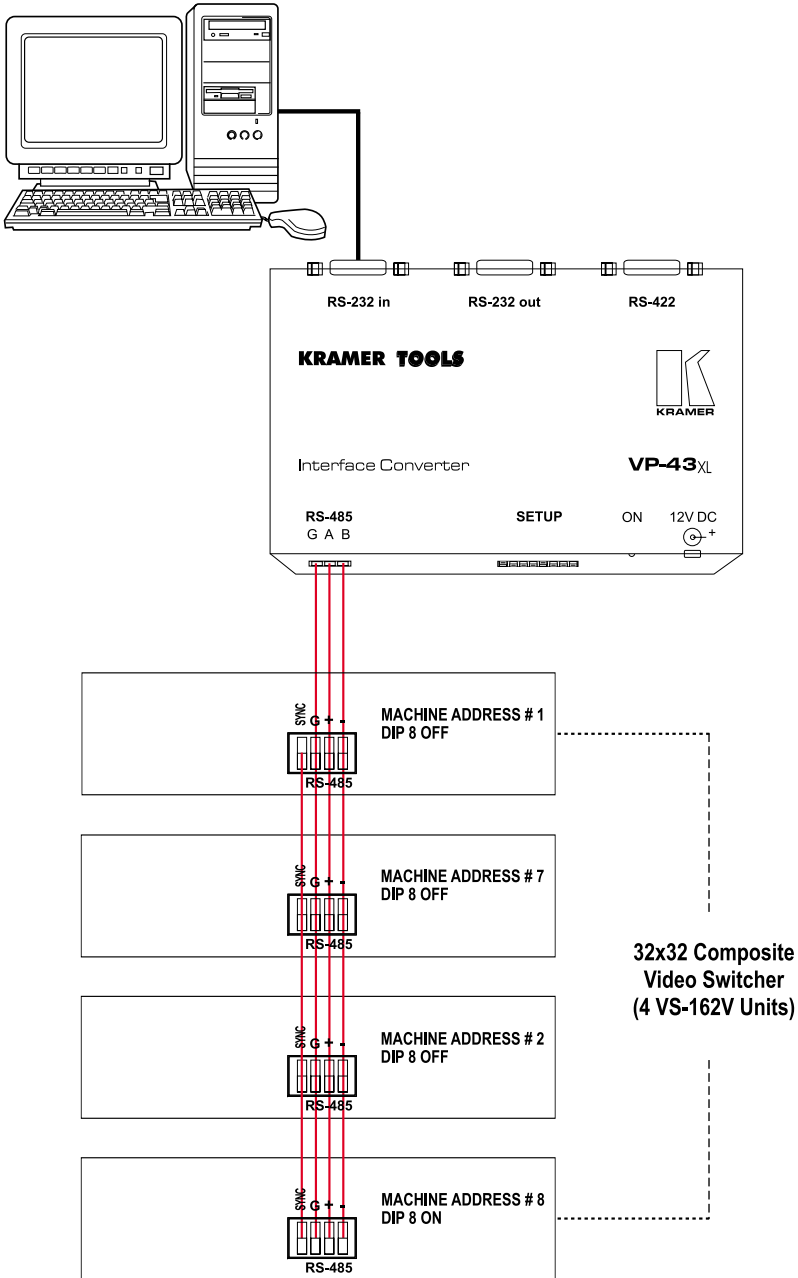 RS-232 in RS-232 out RS-422
KRAMER TOOLS
KRAMER
Interface Converter VP-43XL
RS-485 SETUP ON 12V DC
G A B +
SYNC G + -
MACHINE ADDRESS # 1
DIP 8 OFF
RS-485
SYNC G + -
MACHINE ADDRESS # 7
DIP 8 OFF
RS-485
32x32 Composite
Video Switcher
(4 VS-162V Units)
SYNC G + -
MACHINE ADDRESS # 2
DIP 8 OFF
RS-485
SYNC G + -
MACHINE ADDRESS # 8
DIP 8 ON
RS-485